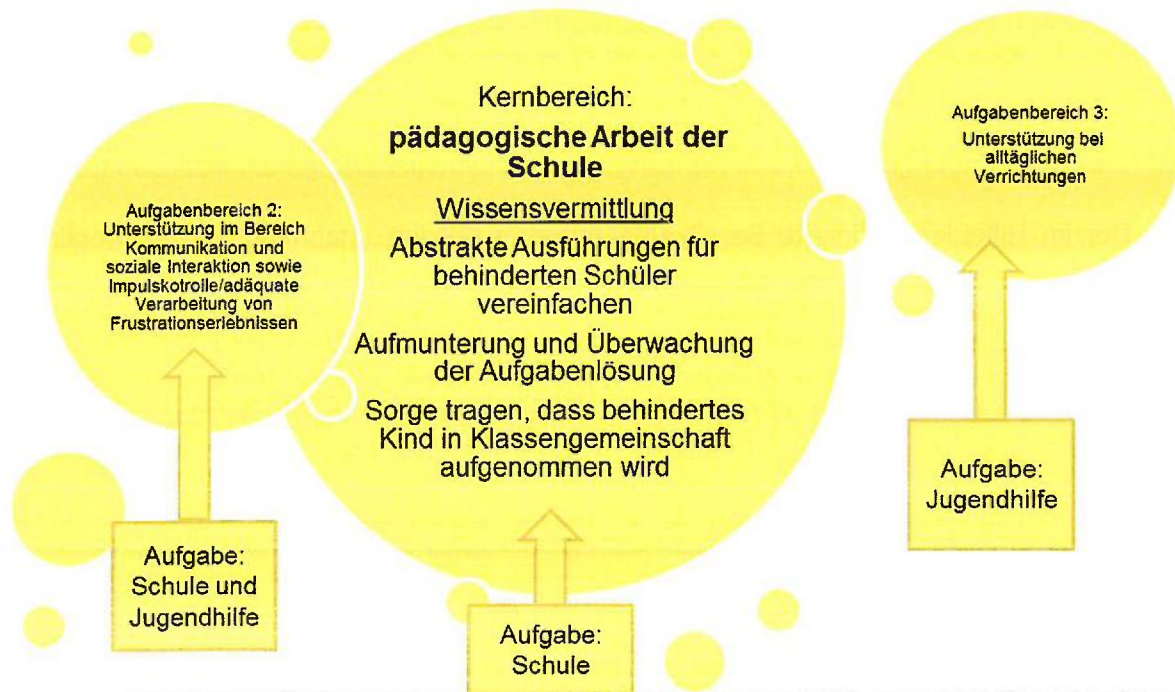 Kernbereich:
pädagogische Arbeit der
Schule
Wissensvermittlung
Abstrakte Ausführungen für
behinderten Schüler
vereinfachen
Aufmunterung und Überwachung
der Aufgabenlösung
Sorge tragen, dass behindertes
Kind in Klassengemeinschaft
aufgenommen wird
Aufgabenbereich 2:
Unterstützung im Bereich
Kommunikation und
soziale Interaktion sowie
Impulskotrolle/adäquate
Verarbeitung von
Frustrationserlebnissen
Aufgabenbereich 3:
Unterstützung bei
alltäglichen
Verrichtungen
Aufgabe:
Schule und
Jugendhilfe
Aufgabe:
Schule
Aufgabe:
Jugendhilfe